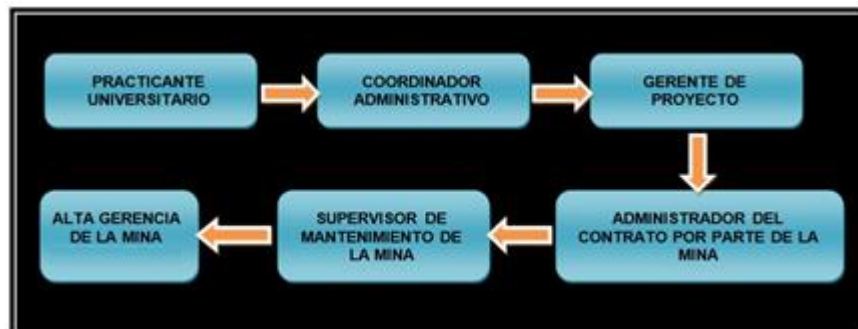 PRACTICANTE
UNIVERSITARIO
COORDINADOR
ADMINISTRATIVO
GERENTE DE
PROYECTO
ADMINISTRADOR DEL
CONTRATO POR PARTE DE LA
MINA
SUPERVISOR DE
MANTENIMIENTO DE
LA MINA
ALTA GERENCIA
DE LA MINA